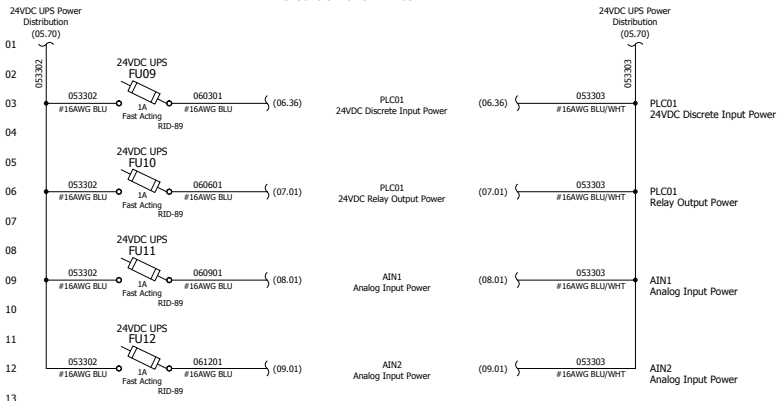 24VDC UPS Power
Distribution
(05.70)
24VDC UPS Power
Distribution
(05.70)
01
053302
053303
02
24VDC UPS
FU09
03
053302
#16AWG BLU
1A
Fast Acting
RID-89
060301
#16AWG BLU
(06.36)
PLC01
24VDC Discrete Input Power
(06.36)
053303
#16AWG BLU/WHT
PLC01
24VDC Discrete Input Power
04
05
24VDC UPS
FU10
06
053302
#16AWG BLU
1A
Fast Acting
RID-89
060601
#16AWG BLU
(07.01)
PLC01
24VDC Relay Output Power
(07.01)
053303
#16AWG BLU/WHT
PLC01
Relay Output Power
07
08
24VDC UPS
FU11
09
053302
#16AWG BLU
1A
Fast Acting
RID-89
060901
#16AWG BLU
(08.01)
AIN1
Analog Input Power
(08.01)
053303
#16AWG BLU/WHT
AIN1
Analog Input Power
10
11
24VDC UPS
FU12
12
053302
#16AWG BLU
1A
Fast Acting
RID-89
061201
#16AWG BLU
(09.01)
AIN2
Analog Input Power
(09.01)
053303
#16AWG BLU/WHT
AIN2
Analog Input Power
13